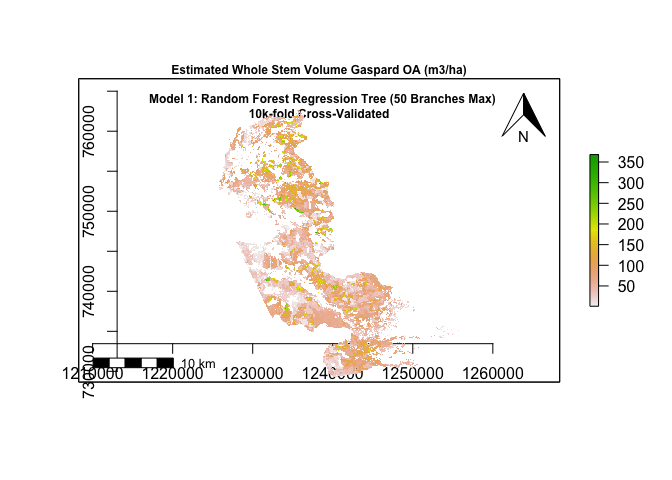 Estimated Whole Stem Volume Gaspard OA (m3/ha)
Model 1: Random Forest Regression Tree (50 Branches Max)
10k-fold Cross-Validated
N
760000
750000
740000
730000
350
300
250
200
150
100
50
10 km
1210000 1220000 1230000 1240000 1250000 1260000